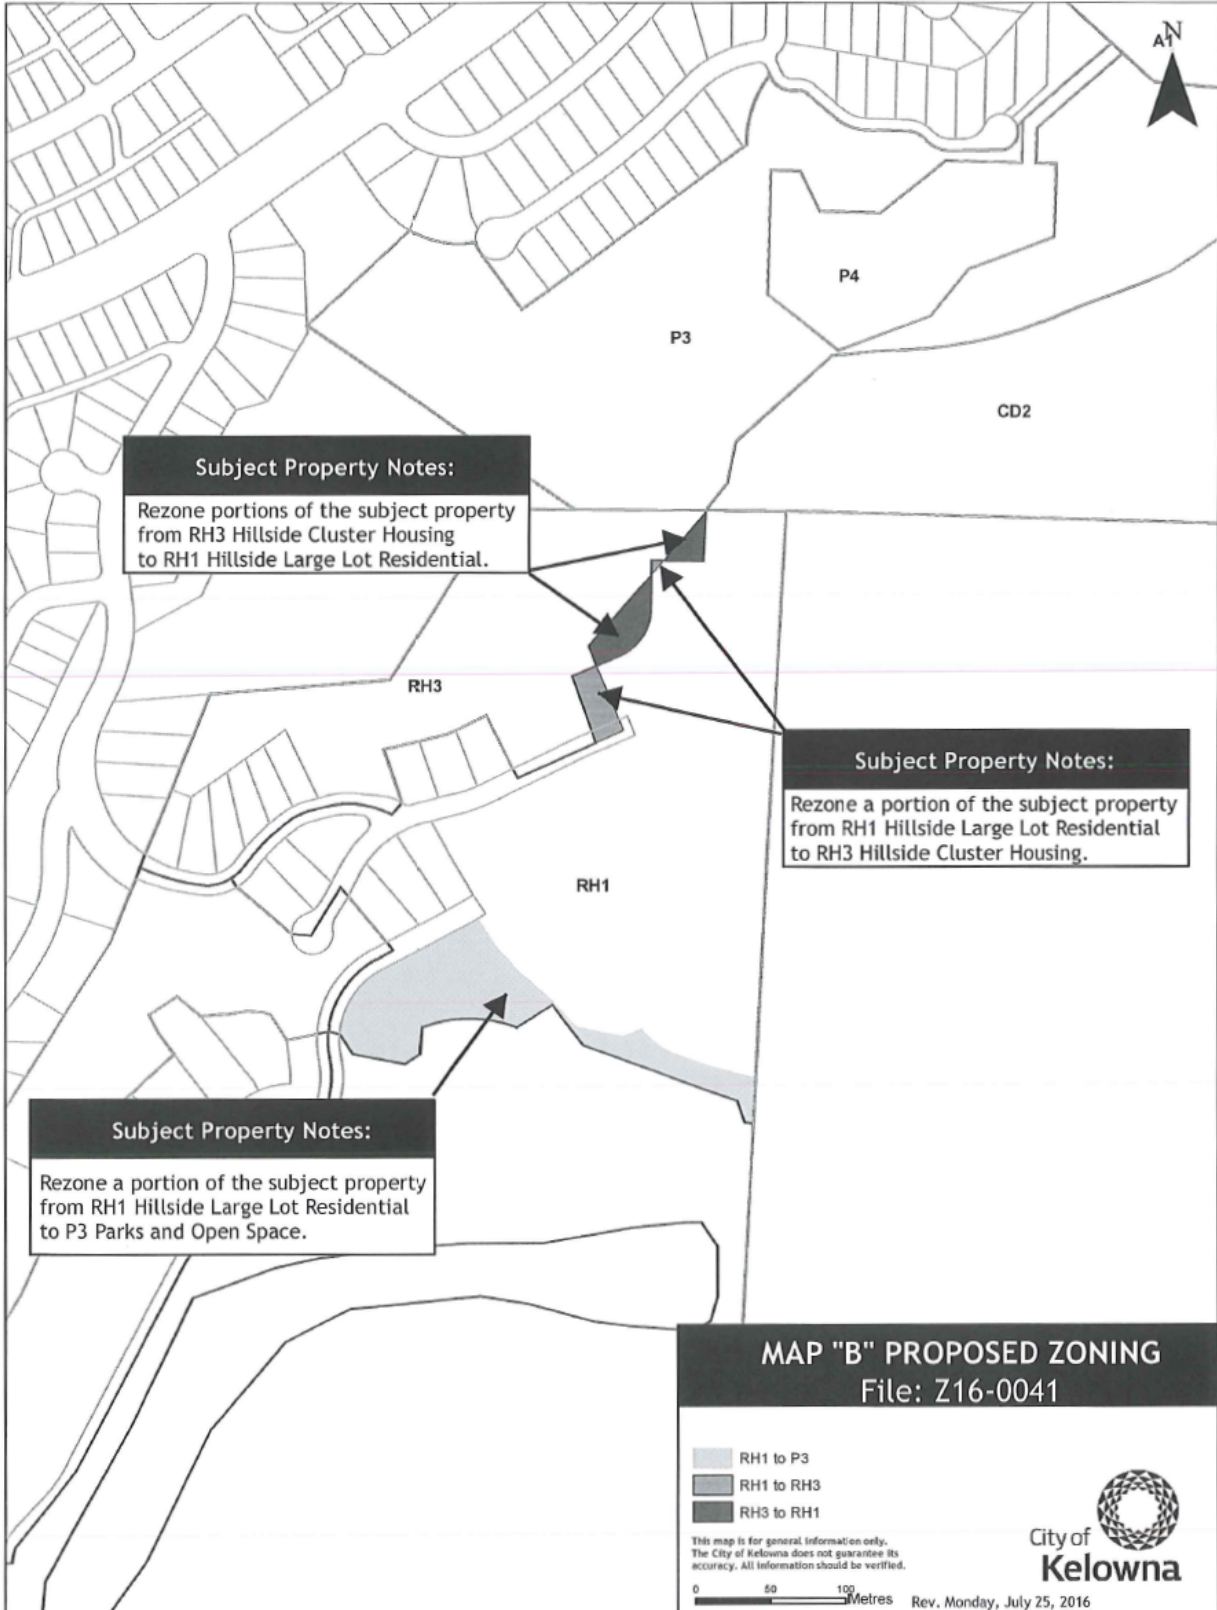 N
A1
P4
P3
CD2
Subject Property Notes:
Rezone portions of the subject property
from RH3 Hillside Cluster Housing
to RH1 Hillside Large Lot Residential.
RH3
Subject Property Notes:
Rezone a portion of the subject property
from RH1 Hillside Large Lot Residential
to RH3 Hillside Cluster Housing.
RH1
Subject Property Notes:
Rezone a portion of the subject property
from RH1 Hillside Large Lot Residential
to P3 Parks and Open Space.
MAP "B" PROPOSED ZONING
File: Z16-0041
RH1 to P3
RH1 to RH3
RH3 to RH1
This map is for general information only.
The City of Kelowna does not guarantee its
accuracy. All information should be verified.
City of
Kelowna
0 50 100 Metres
Rev. Monday, July 25, 2016